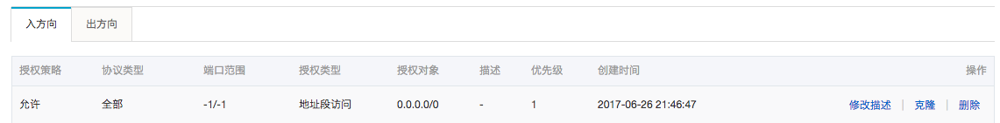 入方向 出方向
授权策略 协议类型 端口范围 授权类型 授权对象 描述 优先级 创建时间 操作
允许 全部 -1/-1 地址段访问 0.0.0.0/0 - 1 2017-06-26 21:46:47 修改描述 | 克隆 | 删除